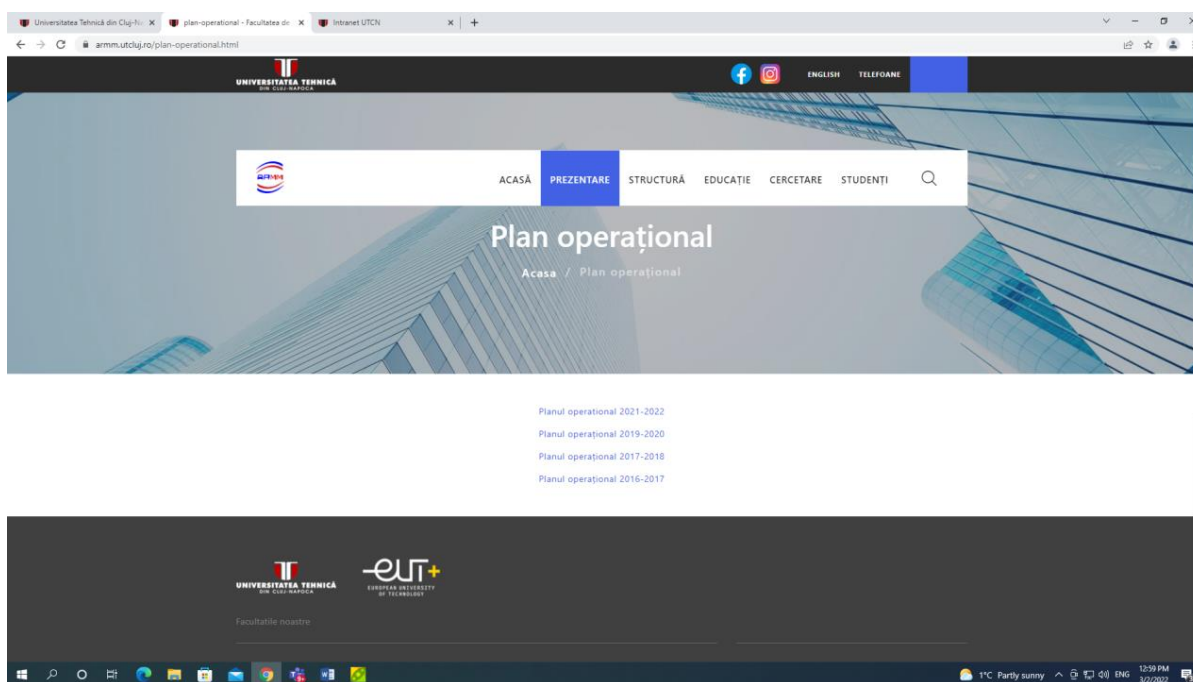 Universitatea Tehnică din Cluj-Na
plan-operational - Facultatea de
Intranet UTCN
armm.utcluj.ro/plan-operational.html
UNIVERSITATEA TEHNICĂ
DIN CLUJ-NAPOCA
ENGLISH
TELEFOANE
ARMM
ACASĂ
PREZENTARE
STRUCTURĂ
EDUCAȚIE
CERCETARE
STUDENȚI
Plan operațional
Acasa / Plan operațional
Planul operational 2021-2022
Planul operațional 2019-2020
Planul operațional 2017-2018
Planul operațional 2016-2017
UNIVERSITATEA TEHNICĂ
DIN CLUJ-NAPOCA
eut+
EUROPEAN UNIVERSITY
OF TECHNOLOGY
Facultatile noastre
1°C Partly sunny
ENG
12:59 PM
3/2/2022